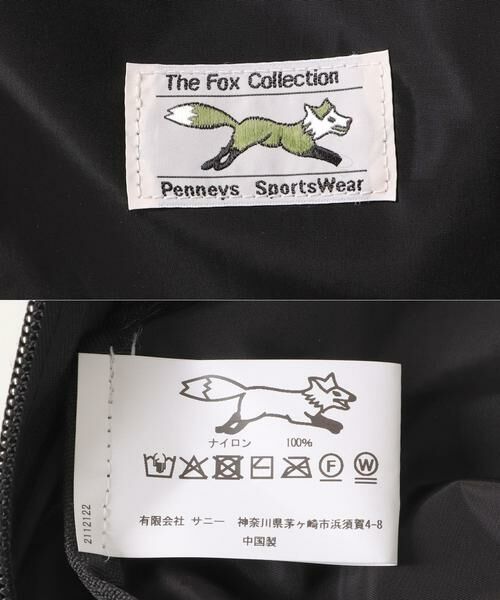 The Fox Collection
Penneys SportsWear
ナイロン 100%
F W
有限会社 サニー 神奈川県茅ヶ崎市浜須賀4-8
中国製
2112122